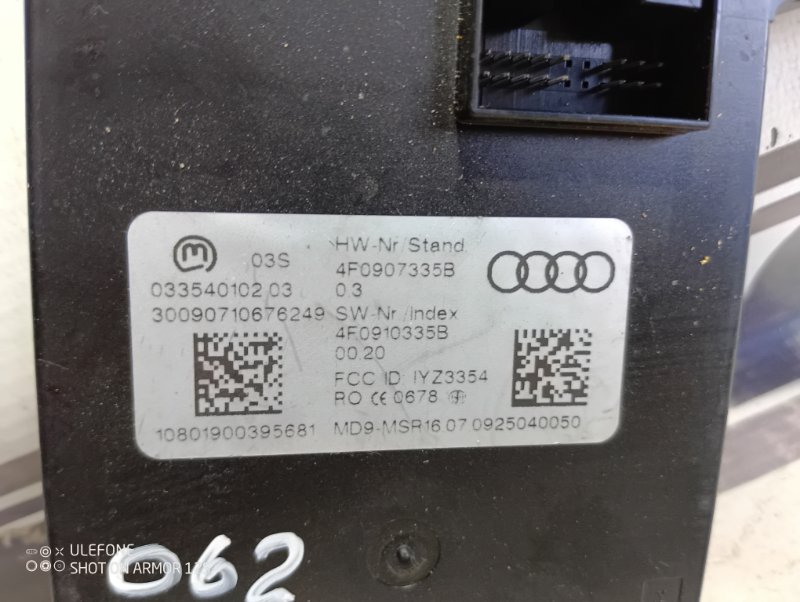 03S
033540102 03
30090710676249
HW-Nr/Stand
4F0907335B
0.3
SW-Nr./Index
4F0910335B
00.20
FCC ID: IYZ3354
RO CE 0678
10801900395681
MD9-MSR16.07.0925040050
062
ULEFONE
SHOT ON ARMOR